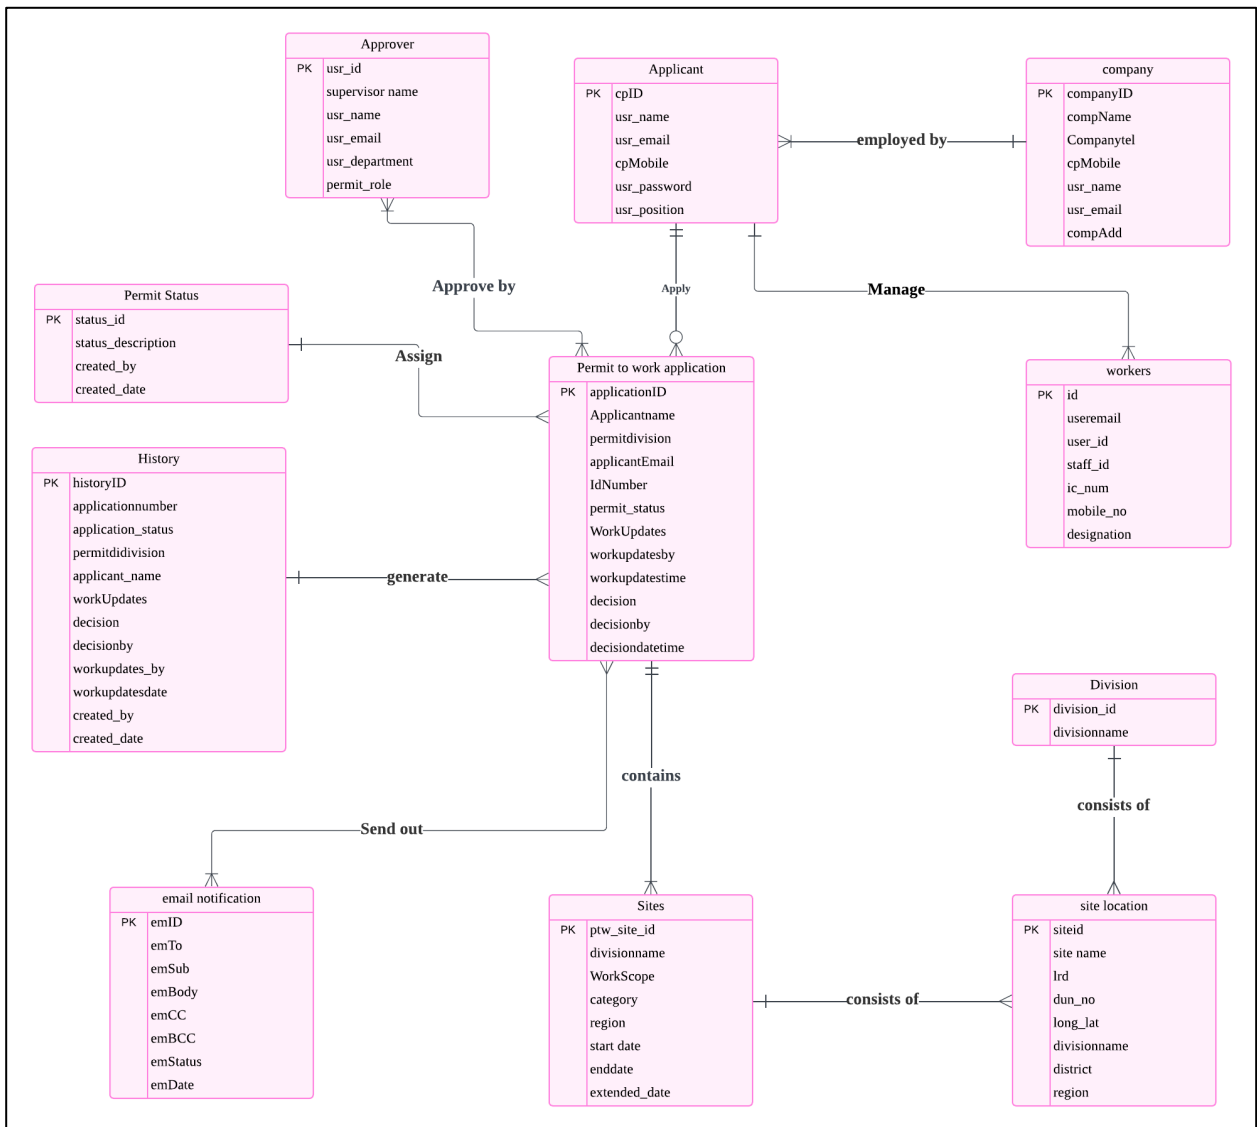 Approver
PK usr_id
supervisor name
usr_name
usr_email
usr_department
permit_role
Applicant
PK cpID
usr_name
usr_email
cpMobile
usr_password
usr_position
company
PK companyID
compName
Companytel
cpMobile
usr_name
usr_email
compAdd
employed by
Approve by
Apply
Manage
Permit Status
PK status_id
status_description
created_by
created_date
Assign
Permit to work application
PK applicationID
Applicantname
permitdivision
applicantEmail
IdNumber
permit_status
WorkUpdates
workupdatesby
workupdatestime
decision
decisionby
decisiondatetime
workers
PK id
useremail
user_id
staff_id
ic_num
mobile_no
designation
History
PK historyID
applicationnumber
application_status
permitdidivision
applicant_name
workUpdates
decision
decisionby
workupdates_by
workupdatesdate
created_by
created_date
generate
Division
PK division_id
divisionname
contains
consists of
Send out
email notification
PK emID
emTo
emSub
emBody
emCC
emBCC
emStatus
emDate
Sites
PK ptw_site_id
divisionname
WorkScope
category
region
start date
enddate
extended_date
consists of
site location
PK siteid
site name
lrd
dun_no
long_lat
divisionname
district
region